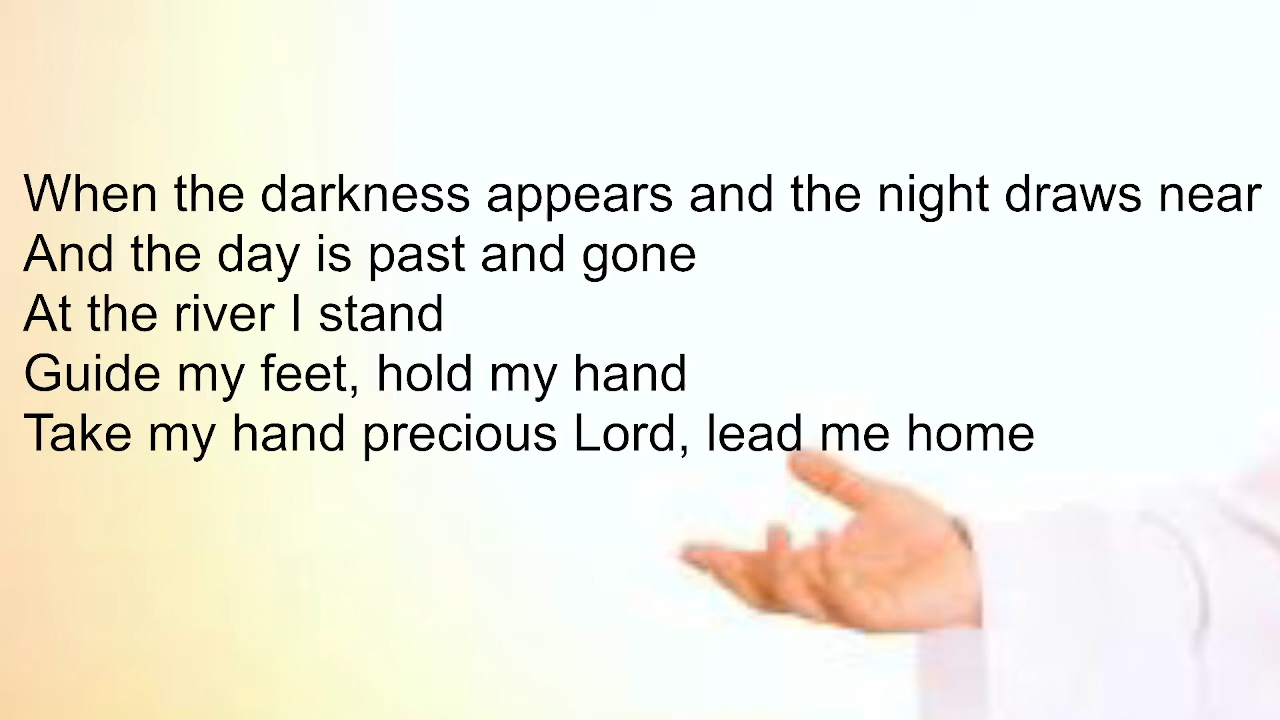 When the darkness appears and the night draws near
And the day is past and gone
At the river I stand
Guide my feet, hold my hand
Take my hand precious Lord, lead me home